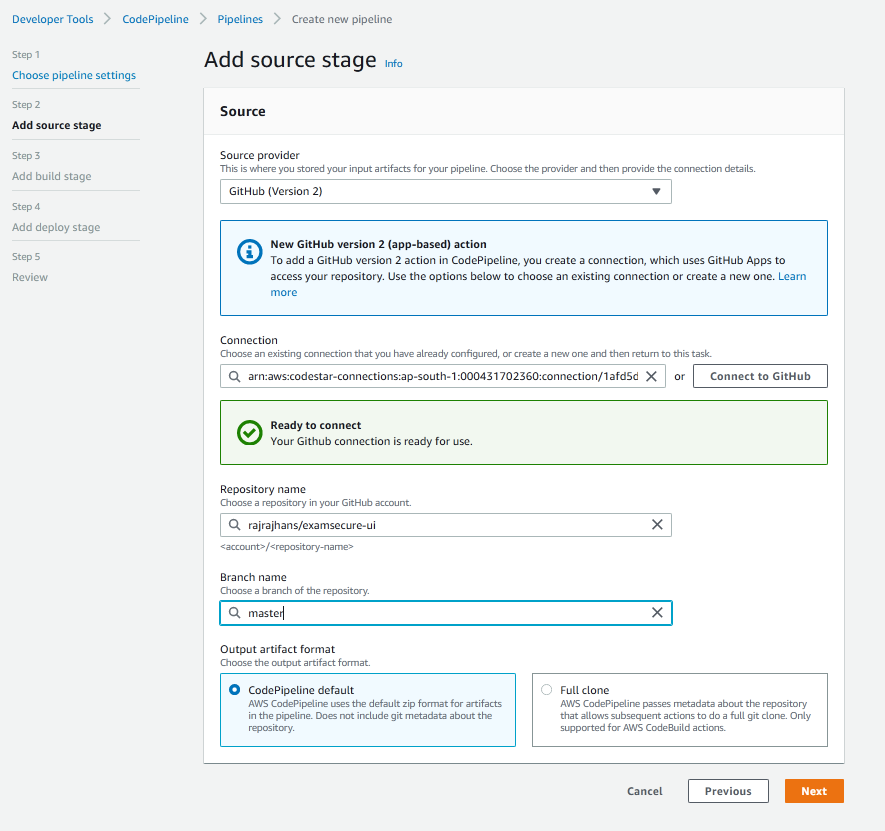 Developer Tools > CodePipeline > Pipelines > Create new pipeline
Step 1
Choose pipeline settings
Step 2
Add source stage
Step 3
Add build stage
Step 4
Add deploy stage
Step 5
Review
Add source stage Info
Source
Source provider
This is where you stored your input artifacts for your pipeline. Choose the provider and then provide the connection details.
GitHub (Version 2)
New GitHub version 2 (app-based) action
To add a GitHub version 2 action in CodePipeline, you create a connection, which uses GitHub Apps to
access your repository. Use the options below to choose an existing connection or create a new one. Learn
more
Connection
Choose an existing connection that you have already configured, or create a new one and then return to this task.
arn:aws:codestar-connections:ap-south-1:000431702360:connection/1afd5d or Connect to GitHub
Ready to connect
Your Github connection is ready for use.
Repository name
Choose a repository in your GitHub account.
rajrajhans/examsecure-ui
<account>/<repository-name>
Branch name
Choose a branch of the repository.
master
Output artifact format
Choose the output artifact format.
CodePipeline default
AWS CodePipeline uses the default zip format for artifacts
in the pipeline. Does not include git metadata about the
repository.
Full clone
AWS CodePipeline passes metadata about the repository
that allows subsequent actions to do a full git clone. Only
supported for AWS CodeBuild actions.
Cancel Previous Next